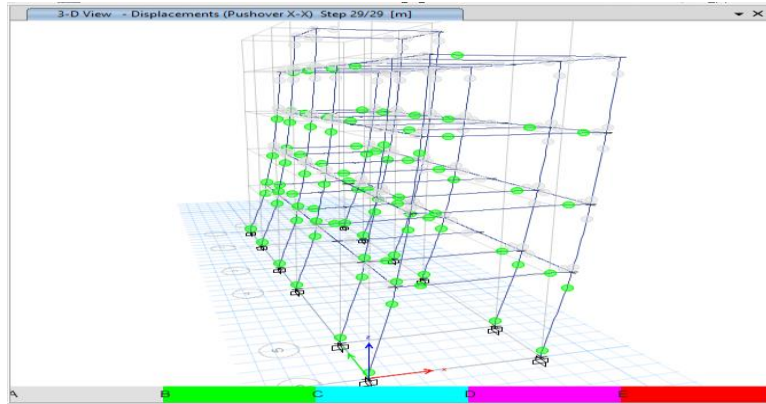 3-D View - Displacements (Pushover X-X) Step 29/29 [m]
z
x
A B C D E